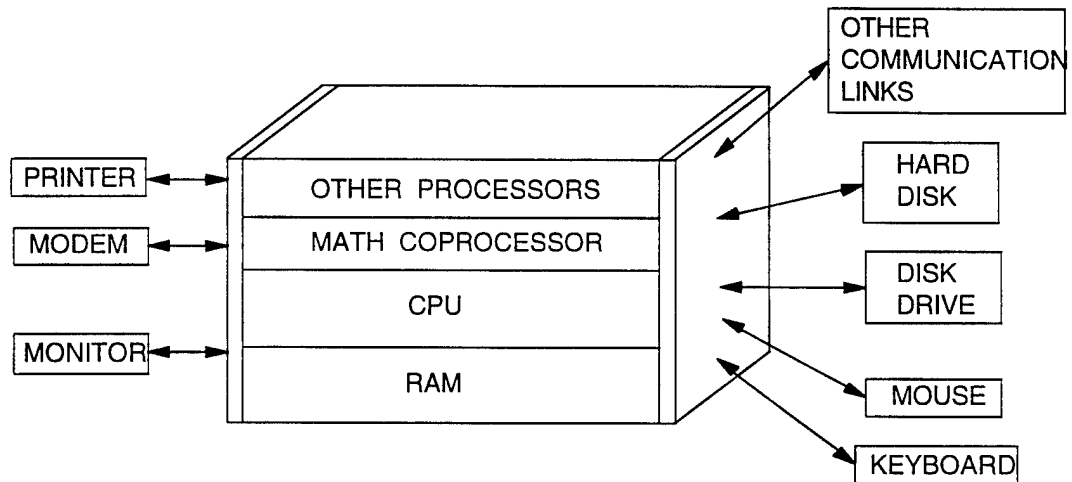 OTHER
COMMUNICATION
LINKS
PRINTER
OTHER PROCESSORS
HARD
DISK
MODEM
MATH COPROCESSOR
CPU
DISK
DRIVE
MONITOR
RAM
MOUSE
KEYBOARD